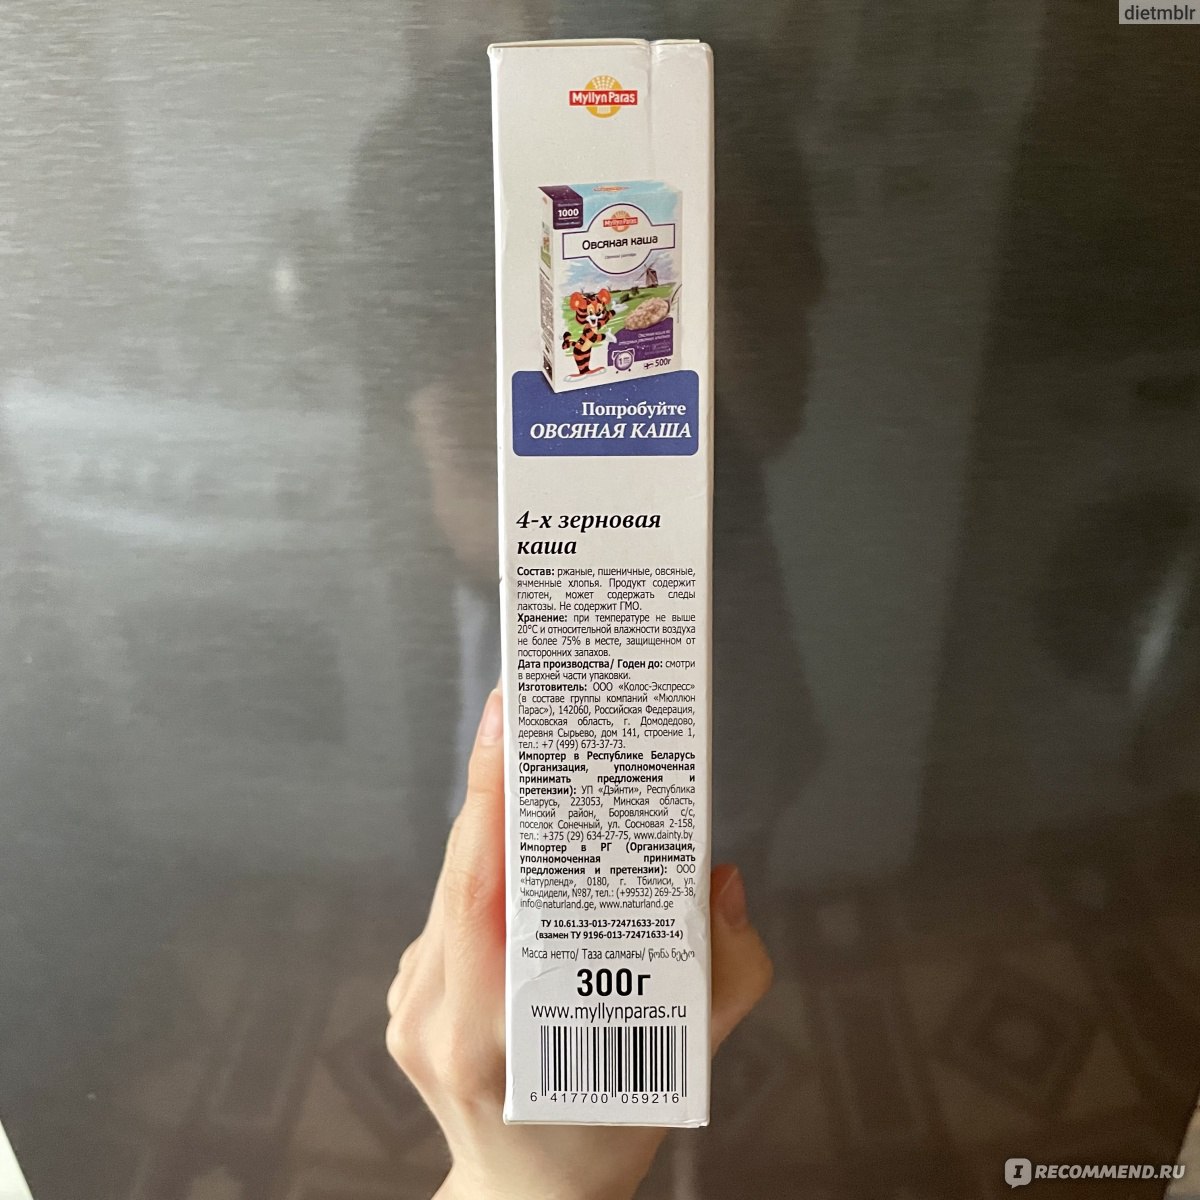 dietmblr
Myllyn Paras
1000
Myllyn Paras
Овсяная каша
500г
Попробуйте
ОВСЯНАЯ КАША
4-х зерновая
каша
Состав: ржаные, пшеничные, овсяные,
ячменные хлопья. Продукт содержит
глютен, может содержать следы
лактозы. Не содержит ГМО.
Хранение: при температуре не выше
20°С и относительной влажности воздуха
не более 75% в месте, защищенном от
посторонних запахов.
Дата производства/ Годен до: смотри
в верхней части упаковки.
Изготовитель: ООО «Колос-Экспресс»
(в составе группы компаний «Мюллюн
Парас»), 142060, Российская Федерация,
Московская область, г. Домодедово,
деревня Сырьево, дом 141, строение 1,
тел.: +7 (499) 673-37-73.
Импортер в Республике Беларусь
(Организация, уполномоченная
принимать предложения и
претензии): УП «Дэйнти», Республика
Беларусь, 223053, Минская область,
Минский район, Боровлянский с/с,
поселок Сонечный, ул. Сосновая 2-158,
тел.: +375 (29) 634-27-75, www.dainty.by
Импортер в РГ (Организация,
уполномоченная принимать
предложения и претензии): ООО
«Натурленд», 0180, г. Тбилиси, ул.
Чкондидели, №87, тел.: (+99532) 269-25-38,
info@naturland.ge, www.naturland.ge
ТУ 10.61.33-013-72471633-2017
(взамен ТУ 9196-013-72471633-14)
Масса нетто/ Таза салмағы/ წონა ნეტო
300г
www.myllynparas.ru
6 417700 059216
IRECOMMEND.RU